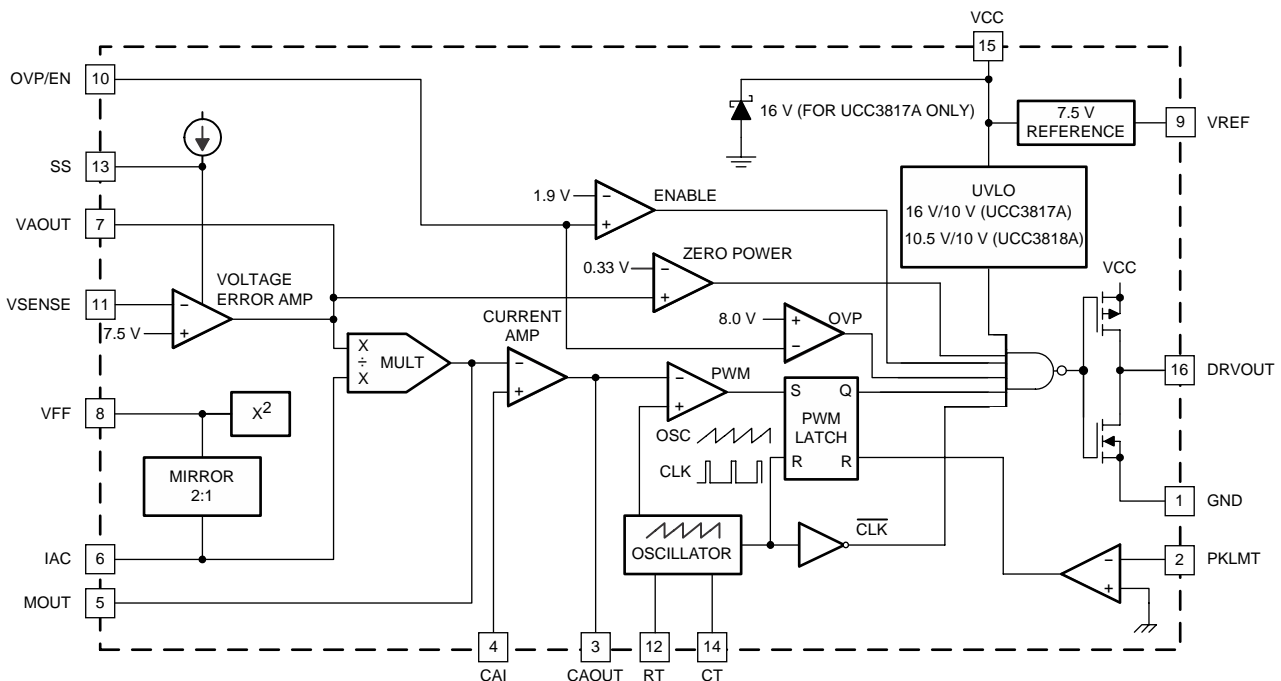 VCC
15
OVP/EN 10
16 V (FOR UCC3817A ONLY)
7.5 V
REFERENCE
9 VREF
SS 13
UVLO
16 V/10 V (UCC3817A)
10.5 V/10 V (UCC3818A)
1.9 V
−
+
ENABLE
VAOUT 7
ZERO POWER
0.33 V
−
+
VCC
VOLTAGE
ERROR AMP
VSENSE 11
−
7.5 V
+
CURRENT
AMP
8.0 V
+
−
OVP
X
÷
X
MULT
−
+
−
+
PWM
16 DRVOUT
VFF 8
X2
S Q
PWM
LATCH
R R
OSC
CLK
MIRROR
2:1
1 GND
OSCILLATOR
CLK
IAC 6
−
+
2 PKLMT
MOUT 5
4 3 12 14
CAI CAOUT RT CT